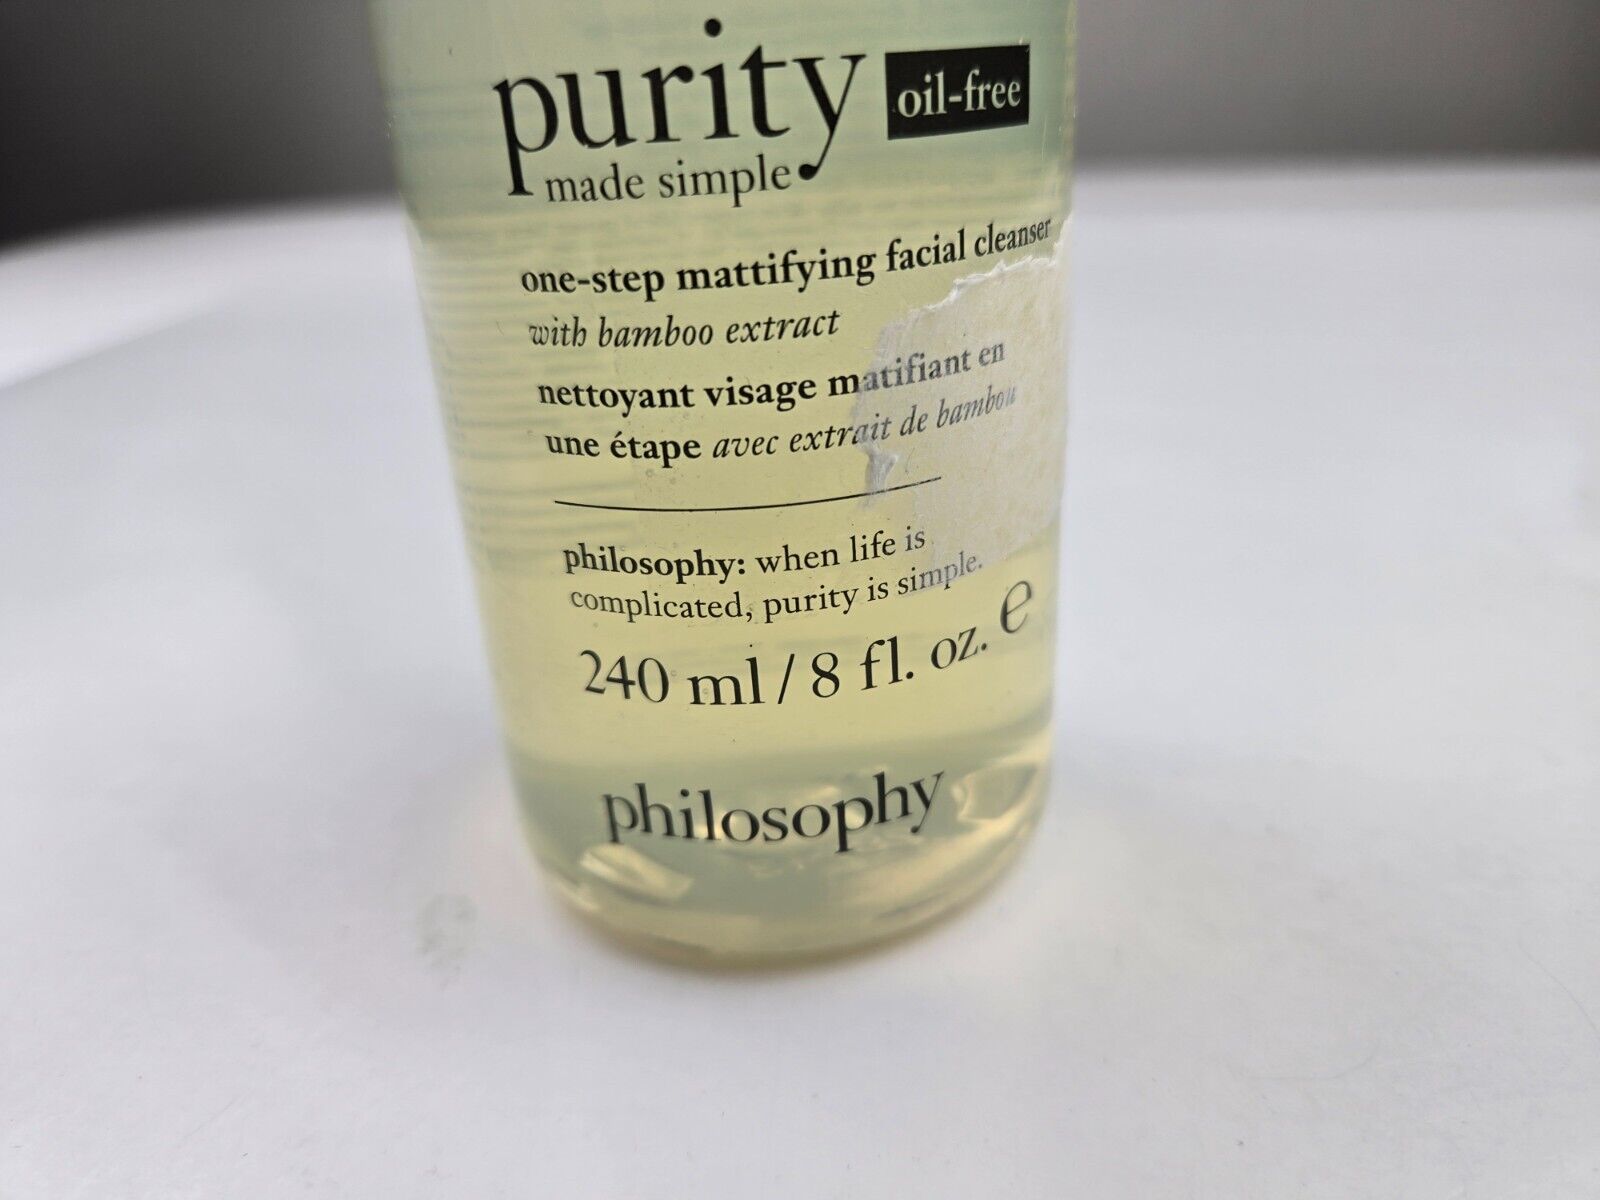 purity oil-free
made simple
one-step mattifying facial cleanser
with bamboo extract
nettoyant visage matifiant en
une étape avec extrait de bambou
philosophy: when life is
complicated, purity is simple.
240 ml / 8 fl. oz. e
philosophy